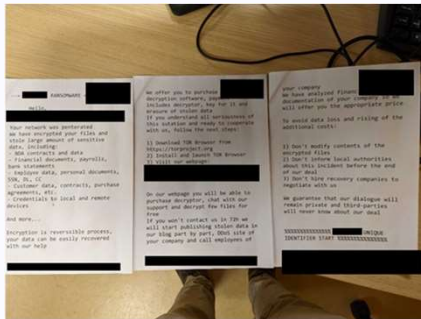 RANSOMWARE
Hello,
Your network was penterated
We have encrypted your files and
stole large amount of sensitive
data, including:
- NDA contracts and data
- Financial documents, payrolls,
bank statements
- Employee data, personal documents,
SSN, DL, CC
- Customer data, contracts, purchase
agreements, etc.
- Credentials to local and remote
devices
And more...
Encryption is reversible process,
your data can be easily recovered
with our help
We offer you to purchase
decryption software, 
includes decryptor, key for it and
erasure of stolen data
If you understand all seriousness of
this sutation and ready to cooperate
with us, follow the next steps:
1) Download TOR Browser from
https://torproject.org
2) Install and launch TOR Browser
3) Visit our webpage:
On our webpage you will be able to
purchase decryptor, chat with our
support and decrypt few files for
free
If you won't contact us in 72h we
will start publishing stolen data in
our blog part by part, DDoS site of
your company and call employees of
your company
We have analyzed
documentation of your company so we
will offer you the appropriate price
To avoid data loss and rising of the
additional costs:
1) Don't modify contents of the
encrypted files
2) Don't inform local authorities
about this incident before the end
of our deal
3) Don't hire recovery companies to
negotiate with us
We guarantee that our dialogue will
remain private and third-parties
will never know about our deal
UNIQUE
IDENTIFIER START